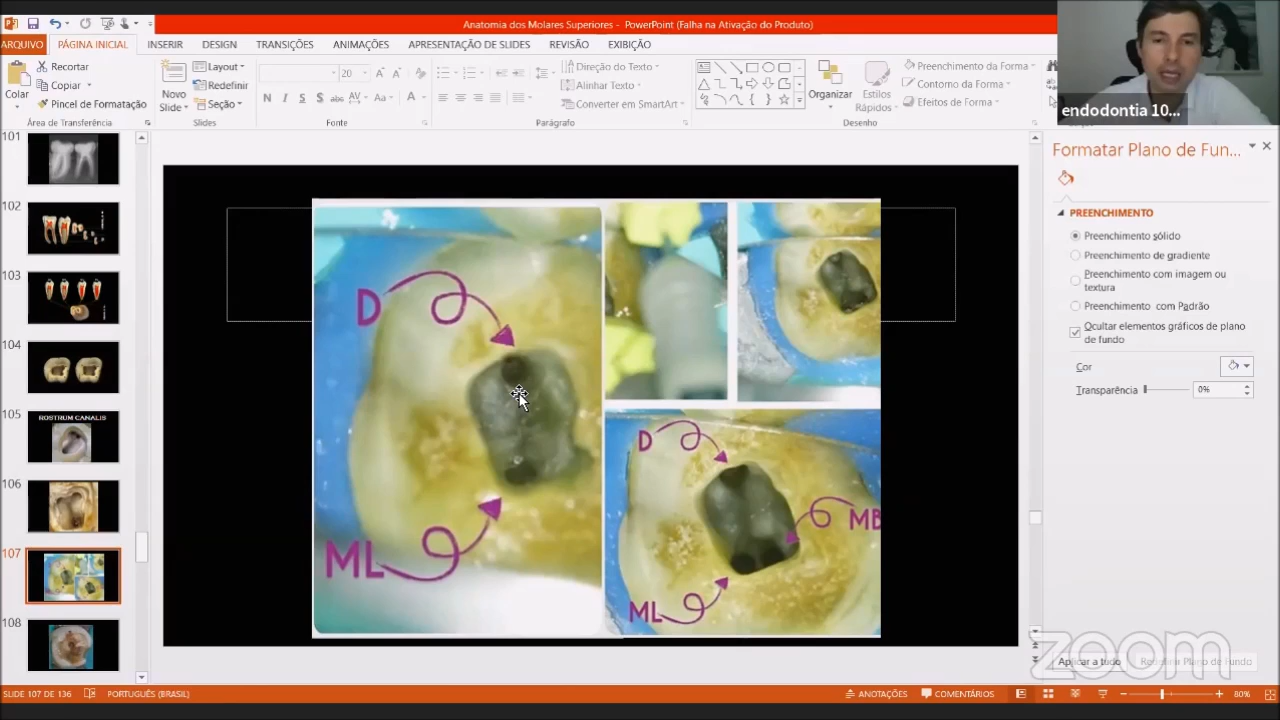 Anatomia dos Molares Superiores - PowerPoint (Falha na Ativação do Produto)
ARQUIVO PÁGINA INICIAL INSERIR DESIGN TRANSIÇÕES ANIMAÇÕES APRESENTAÇÃO DE SLIDES REVISÃO EXIBIÇÃO
Colar
Recortar
Copiar
Pincel de Formatação
Área de Transferência
Novo
Slide
Layout
Redefinir
Seção
Slides
20
N I S S abc AV Aa A
Fonte
Direção do Texto
Alinhar Texto
Converter em SmartArt
Parágrafo
Organizar
Estilos
Rápidos
Preenchimento da Forma
Contorno da Forma
Efeitos de Forma
Desenho
endodontia 10...
101
102
103
104
105
ROSTRUM CANALIS
106
107
108
D
ML
D
MB
ML
Formatar Plano de Fun...
PREENCHIMENTO
Preenchimento sólido
Preenchimento de gradiente
Preenchimento com imagem ou
textura
Preenchimento com Padrão
Ocultar elementos gráficos de plano
de fundo
Cor
Transparência 0%
zoom
Aplicar a tudo Redefinir Plano de Fundo
SLIDE 107 DE 136 PORTUGUÊS (BRASIL) ANOTAÇÕES COMENTÁRIOS 80%